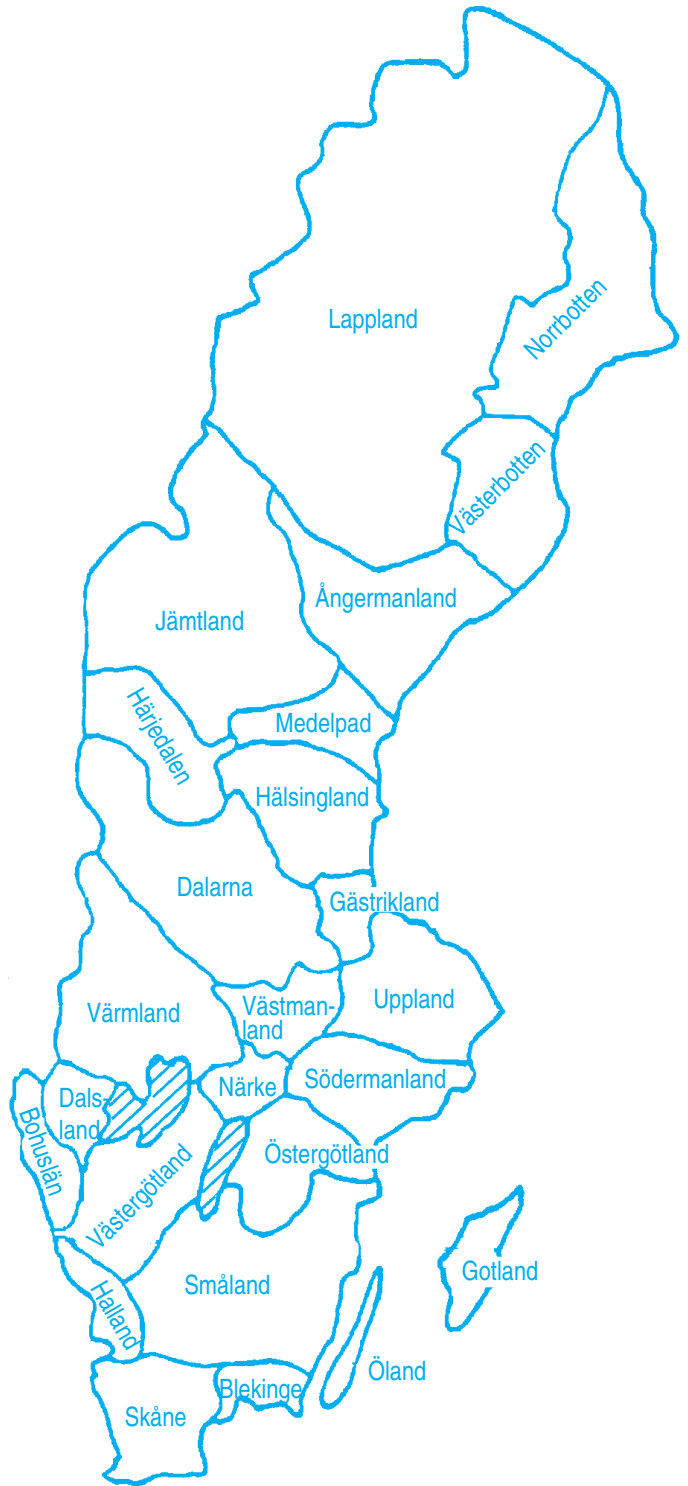 Lappland
Norrbotten
Västerbotten
Ångermanland
Jämtland
Härjedalen
Medelpad
Hälsingland
Dalarna
Gästrikland
Värmland
Västman-
land
Uppland
Dals-
land
Närke
Södermanland
Bohuslän
Västergötland
Östergötland
Halland
Småland
Gotland
Öland
Blekinge
Skåne